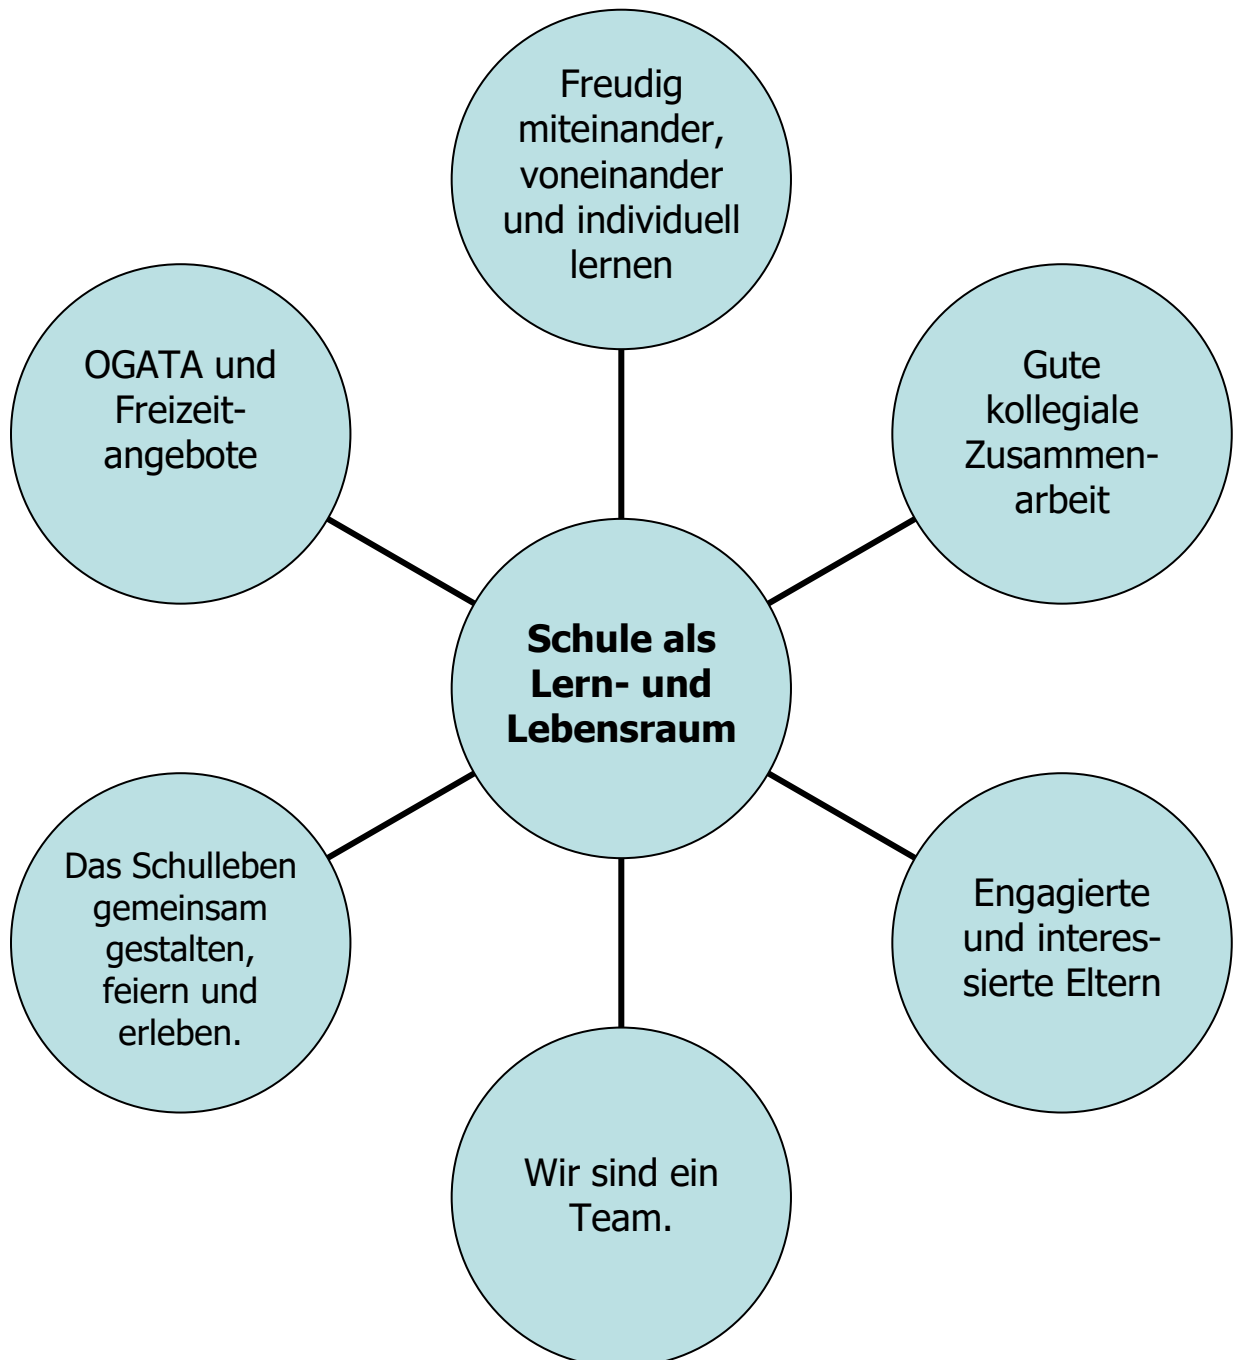 Freudig
miteinander,
voneinander
und individuell
lernen
OGATA und
Freizeit-
angebote
Gute
kollegiale
Zusammen-
arbeit
Schule als
Lern- und
Lebensraum
Das Schulleben
gemeinsam
gestalten,
feiern und
erleben.
Engagierte
und interes-
sierte Eltern
Wir sind ein
Team.